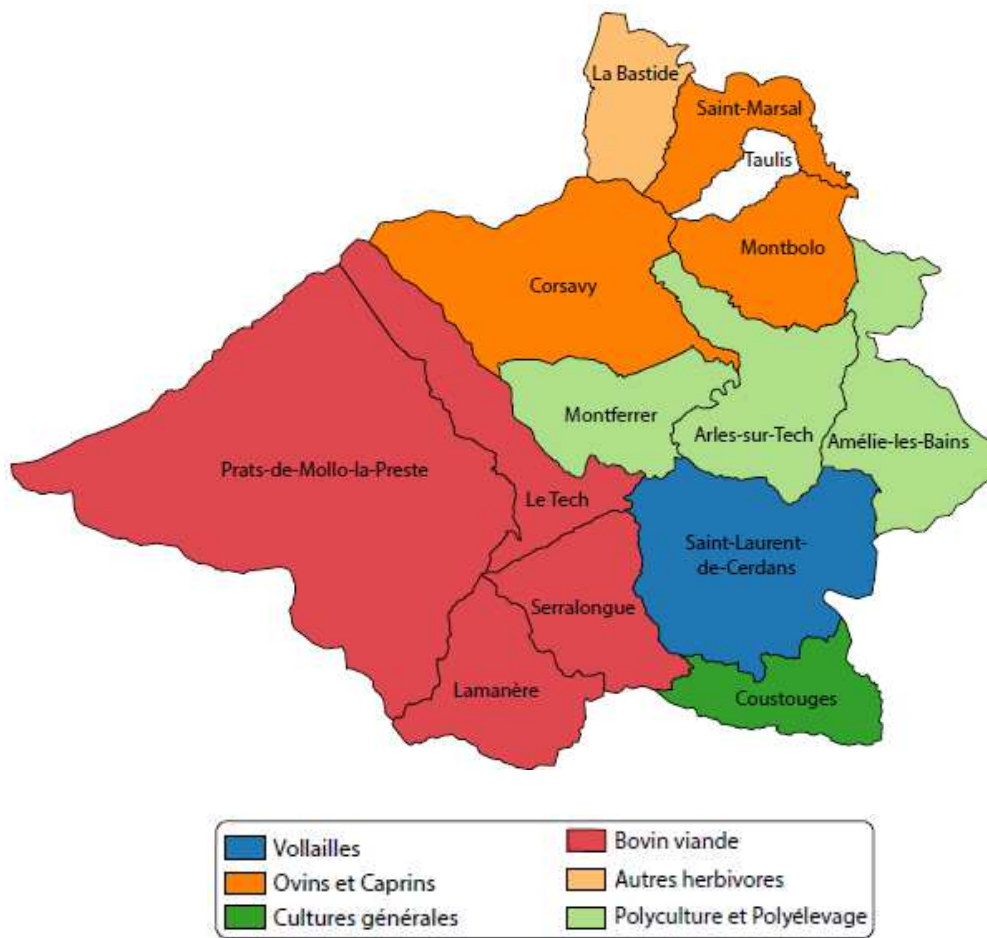 La Bastide
Saint-Marsal
Taulis
Montbolo
Corsavy
Montferrer
Arles-sur-Tech
Amélie-les-Bains
Prats-de-Mollo-la-Preste
Le Tech
Saint-Laurent-
de-Cerdans
Serralongue
Lamanère
Coustouges
Vollailles
Bovin viande
Ovins et Caprins
Autres herbivores
Cultures générales
Polyculture et Polyélevage